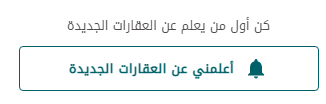 كن أول من يعلم عن العقارات الجديدة
أعلمني عن العقارات الجديدة